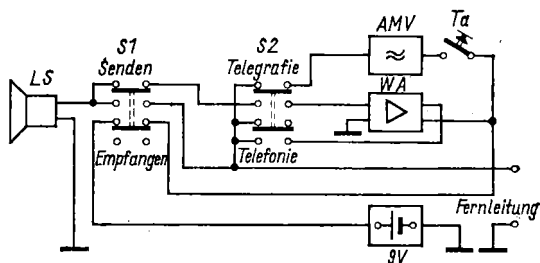 LS
S1
Senden
Empfangen
S2
Telegrafie
Telefonie
AMV
≈
Ta
WA
Fernleitung
9V